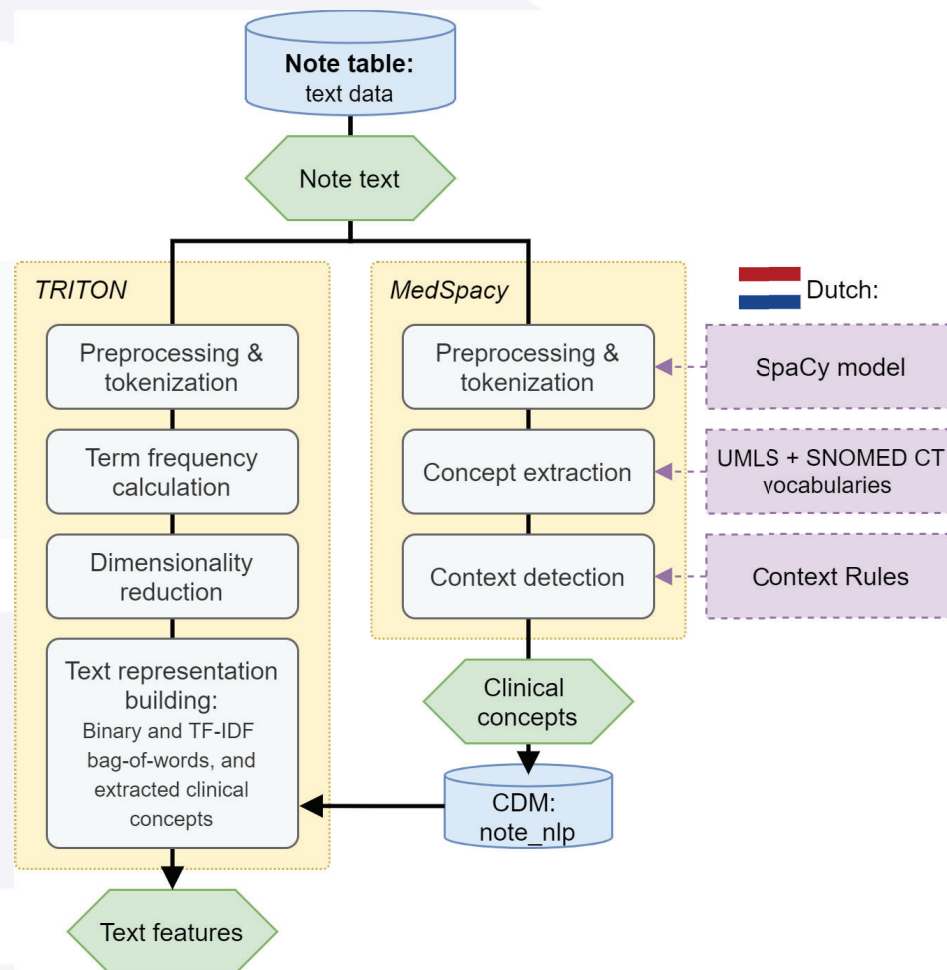 Note table:
text data
Note text
TRITON
Preprocessing &
tokenization
Term frequency
calculation
Dimensionality
reduction
Text representation
building:
Binary and TF-IDF
bag-of-words, and
extracted clinical
concepts
Text features
MedSpacy
Preprocessing &
tokenization
Concept extraction
Context detection
Clinical
concepts
CDM:
note_nlp
Dutch:
SpaCy model
UMLS + SNOMED CT
vocabularies
Context Rules